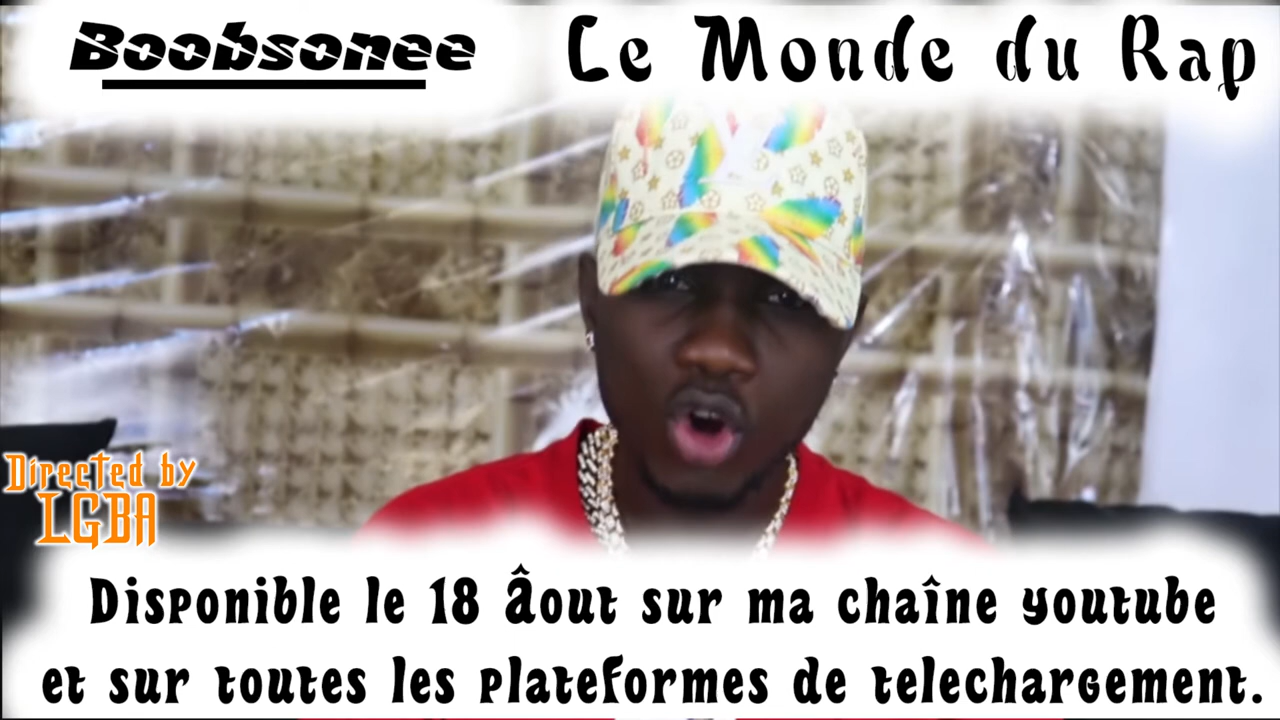 Boobsonee
Le Monde du Rap
Directed by
LGBA
Disponible le 18 Âout sur ma chaîne youtube
et sur toutes les plateformes de telechargement.